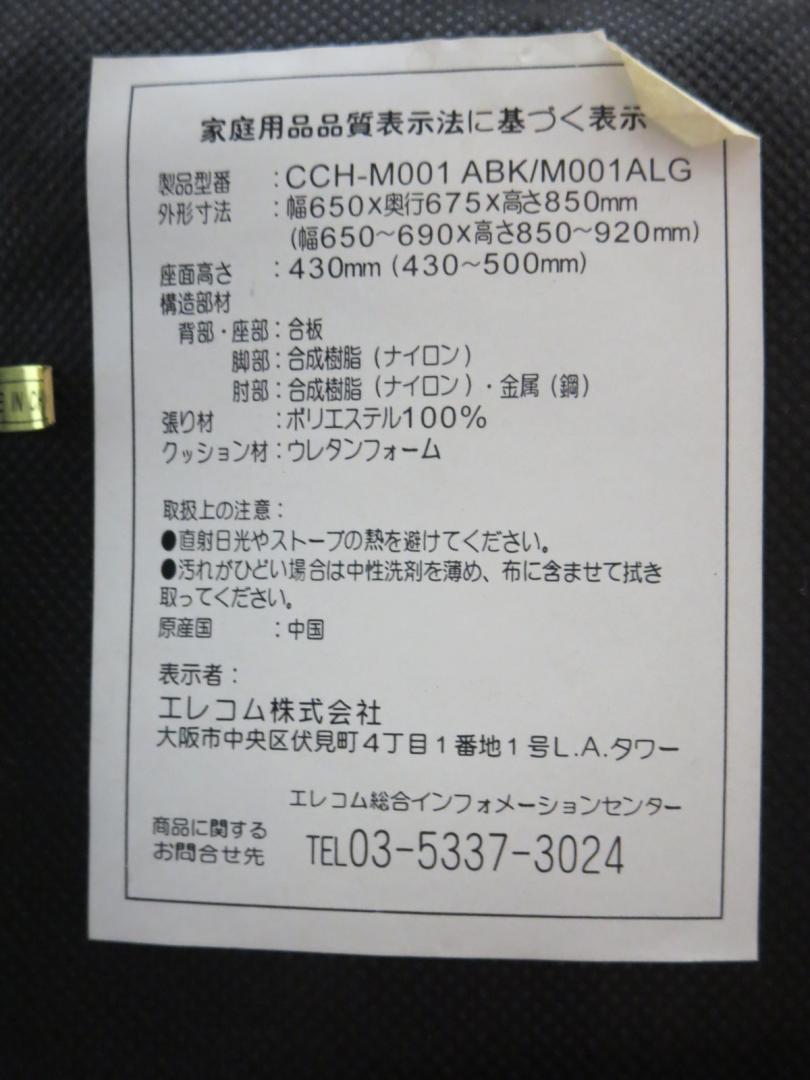 家庭用品品質表示法に基づく表示
製品型番 :CCH-M001 ABK/M001ALG
外形寸法 :幅650X奥行675X高さ850mm
(幅650～690X高さ850～920mm)
座面高さ :430mm (430～500mm)
構造部材
背部・座部:合板
脚部:合成樹脂 (ナイロン)
肘部:合成樹脂 (ナイロン)・金属 (鋼)
張り材 :ポリエステル100%
クッション材:ウレタンフォーム
取扱上の注意:
●直射日光やストーブの熱を避けてください。
●汚れがひどい場合は中性洗剤を薄め、布に含ませて拭き
取ってください。
原産国 :中国
表示者:
エレコム株式会社
大阪市中央区伏見町4丁目1番地1号L.A.タワー
エレコム総合インフォメーションセンター
商品に関する
お問合せ先 TEL03-5337-3024
IN